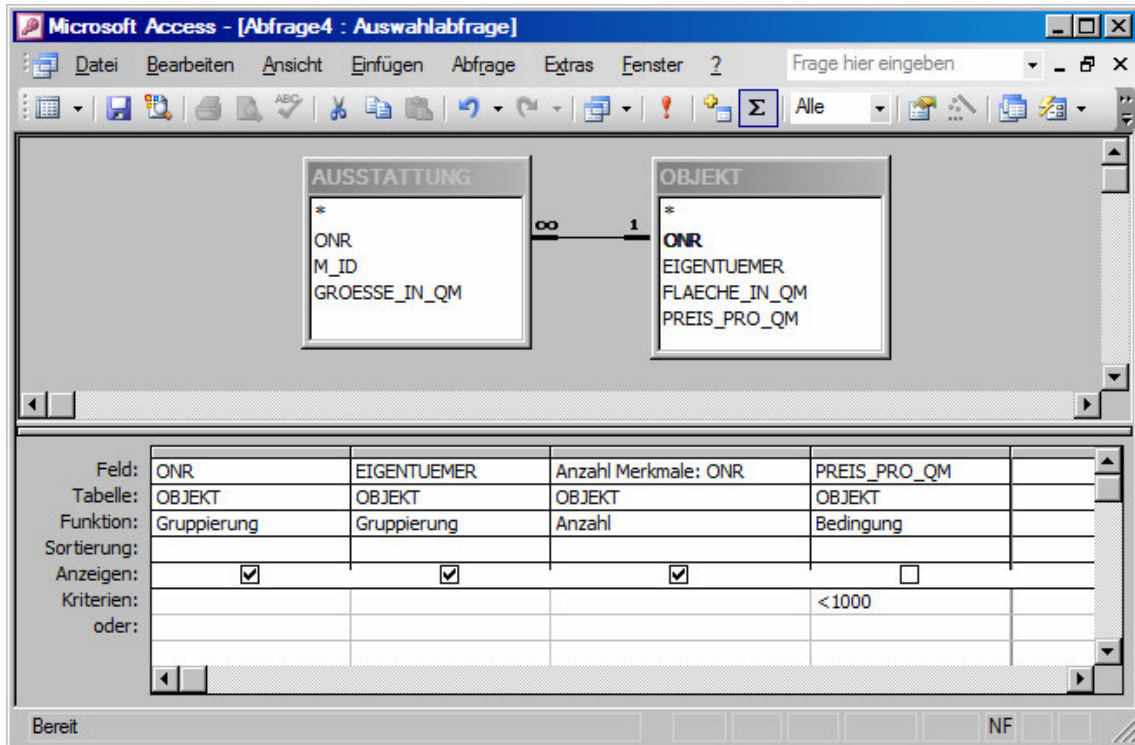 Microsoft Access - [Abfrage4 : Auswahlabfrage]
Datei Bearbeiten Ansicht Einfügen Abfrage Extras Fenster ? Frage hier eingeben
ABC Σ Alle
AUSSTATTUNG
*
ONR
M_ID
GROESSE_IN_QM
∞ 1
OBJEKT
*
ONR
EIGENTUEMER
FLAECHE_IN_QM
PREIS_PRO_QM
Feld: ONR EIGENTUEMER Anzahl Merkmale: ONR PREIS_PRO_QM
Tabelle: OBJEKT OBJEKT OBJEKT OBJEKT
Funktion: Gruppierung Gruppierung Anzahl Bedingung
Sortierung:
Anzeigen:
Kriterien: <1000
oder:
Bereit NF